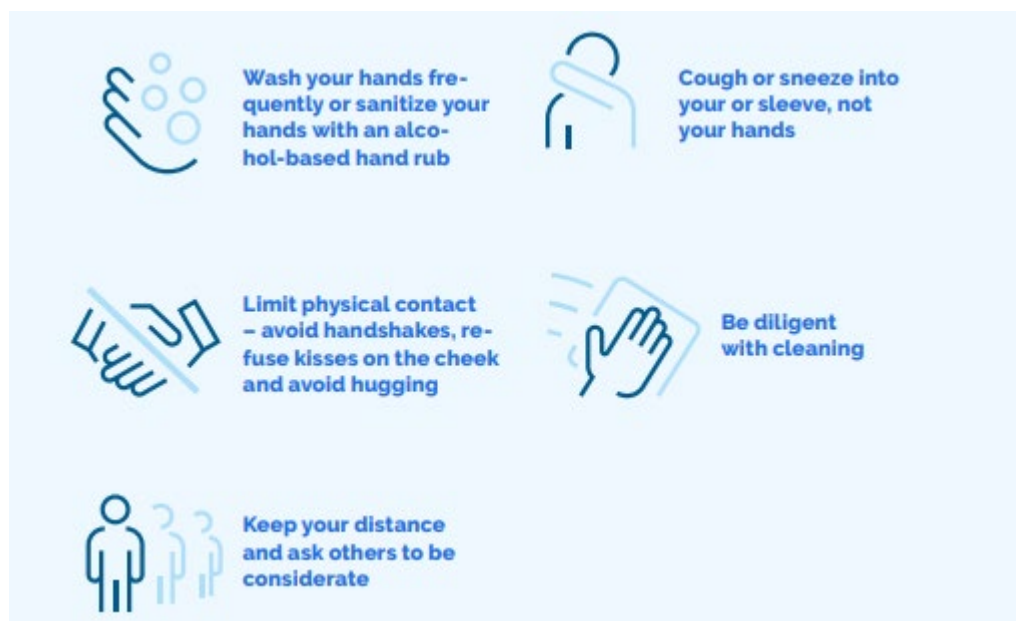 Wash your hands fre-
quently or sanitize your
hands with an alco-
hol-based hand rub
Cough or sneeze into
your or sleeve, not
your hands
Limit physical contact
– avoid handshakes, re-
fuse kisses on the cheek
and avoid hugging
Be diligent
with cleaning
Keep your distance
and ask others to be
considerate